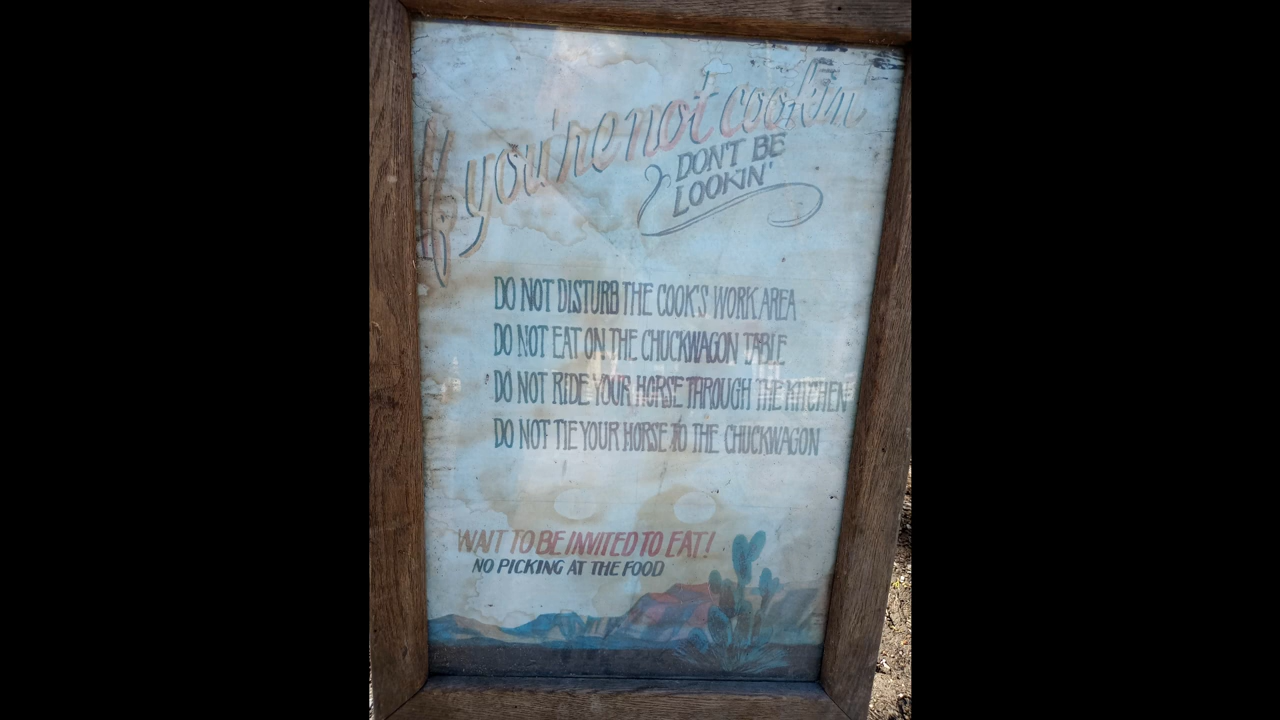 If you're not cookin
DON'T BE
LOOKIN'
DO NOT DISTURB THE COOK'S WORK AREA
DO NOT EAT ON THE CHUCKWAGON TABLE
DO NOT RIDE YOUR HORSE THROUGH THE KITCHEN
DO NOT TIE YOUR HORSE TO THE CHUCKWAGON
WAIT TO BE INVITED TO EAT!
NO PICKING AT THE FOOD